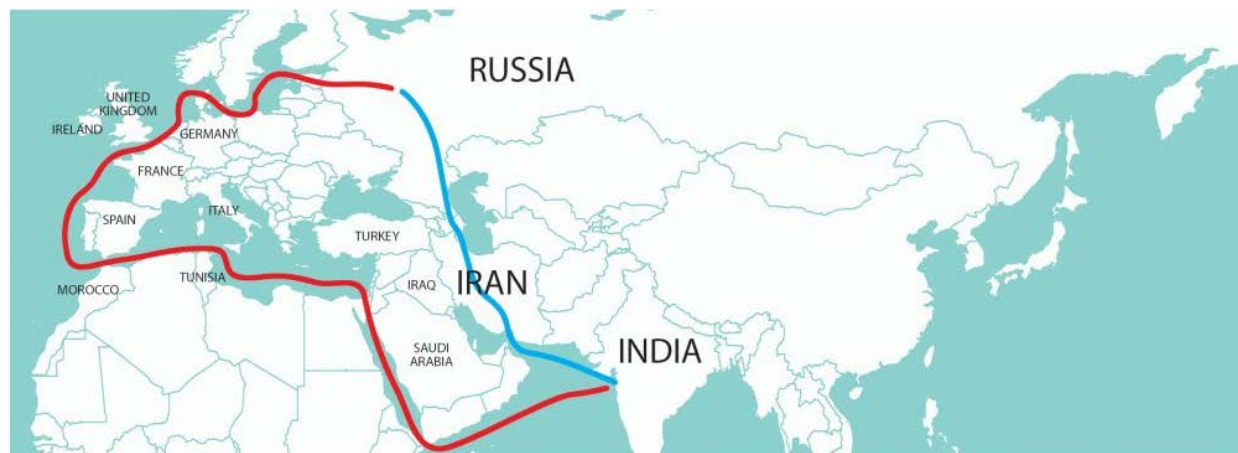 RUSSIA
UNITED
KINGDOM
IRELAND
GERMANY
FRANCE
SPAIN
ITALY
TURKEY
MOROCCO
TUNISIA
IRAQ
IRAN
SAUDI
ARABIA
INDIA